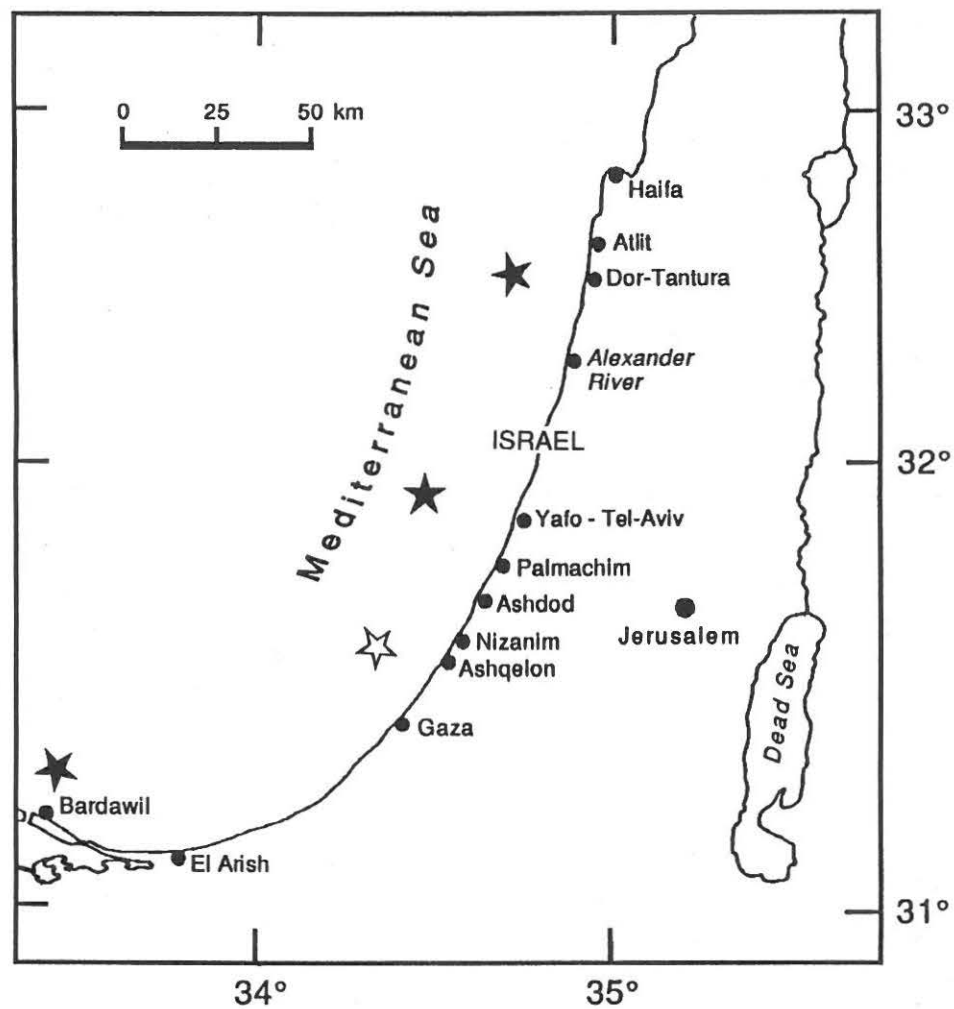 0 25 50 km
33°
Haifa
Atlit
Dor-Tantura
Alexander
River
Mediterranean Sea
ISRAEL
32°
Yafo - Tel-Aviv
Palmachim
Ashdod
Jerusalem
Nizanim
Ashqelon
Dead Sea
Gaza
Bardawil
El Arish
31°
34° 35°